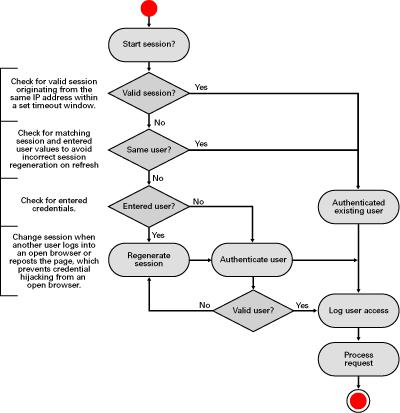 Start session?
Check for valid session
originating from the
same IP address within
a set timeout window.
Valid session?
Yes
No
Check for matching
session and entered
user values to avoid
incorrect session
regeneration on refresh
Same user?
Yes
No
Check for entered
credentials.
Entered user?
No
Yes
Authenticated
existing user
Change session when
another user logs into
an open browser or
reposts the page, which
prevents credential
hijacking from an
open browser.
Regenerate
session
Authenticate user
No
Valid user?
Yes
Log user access
Process
request